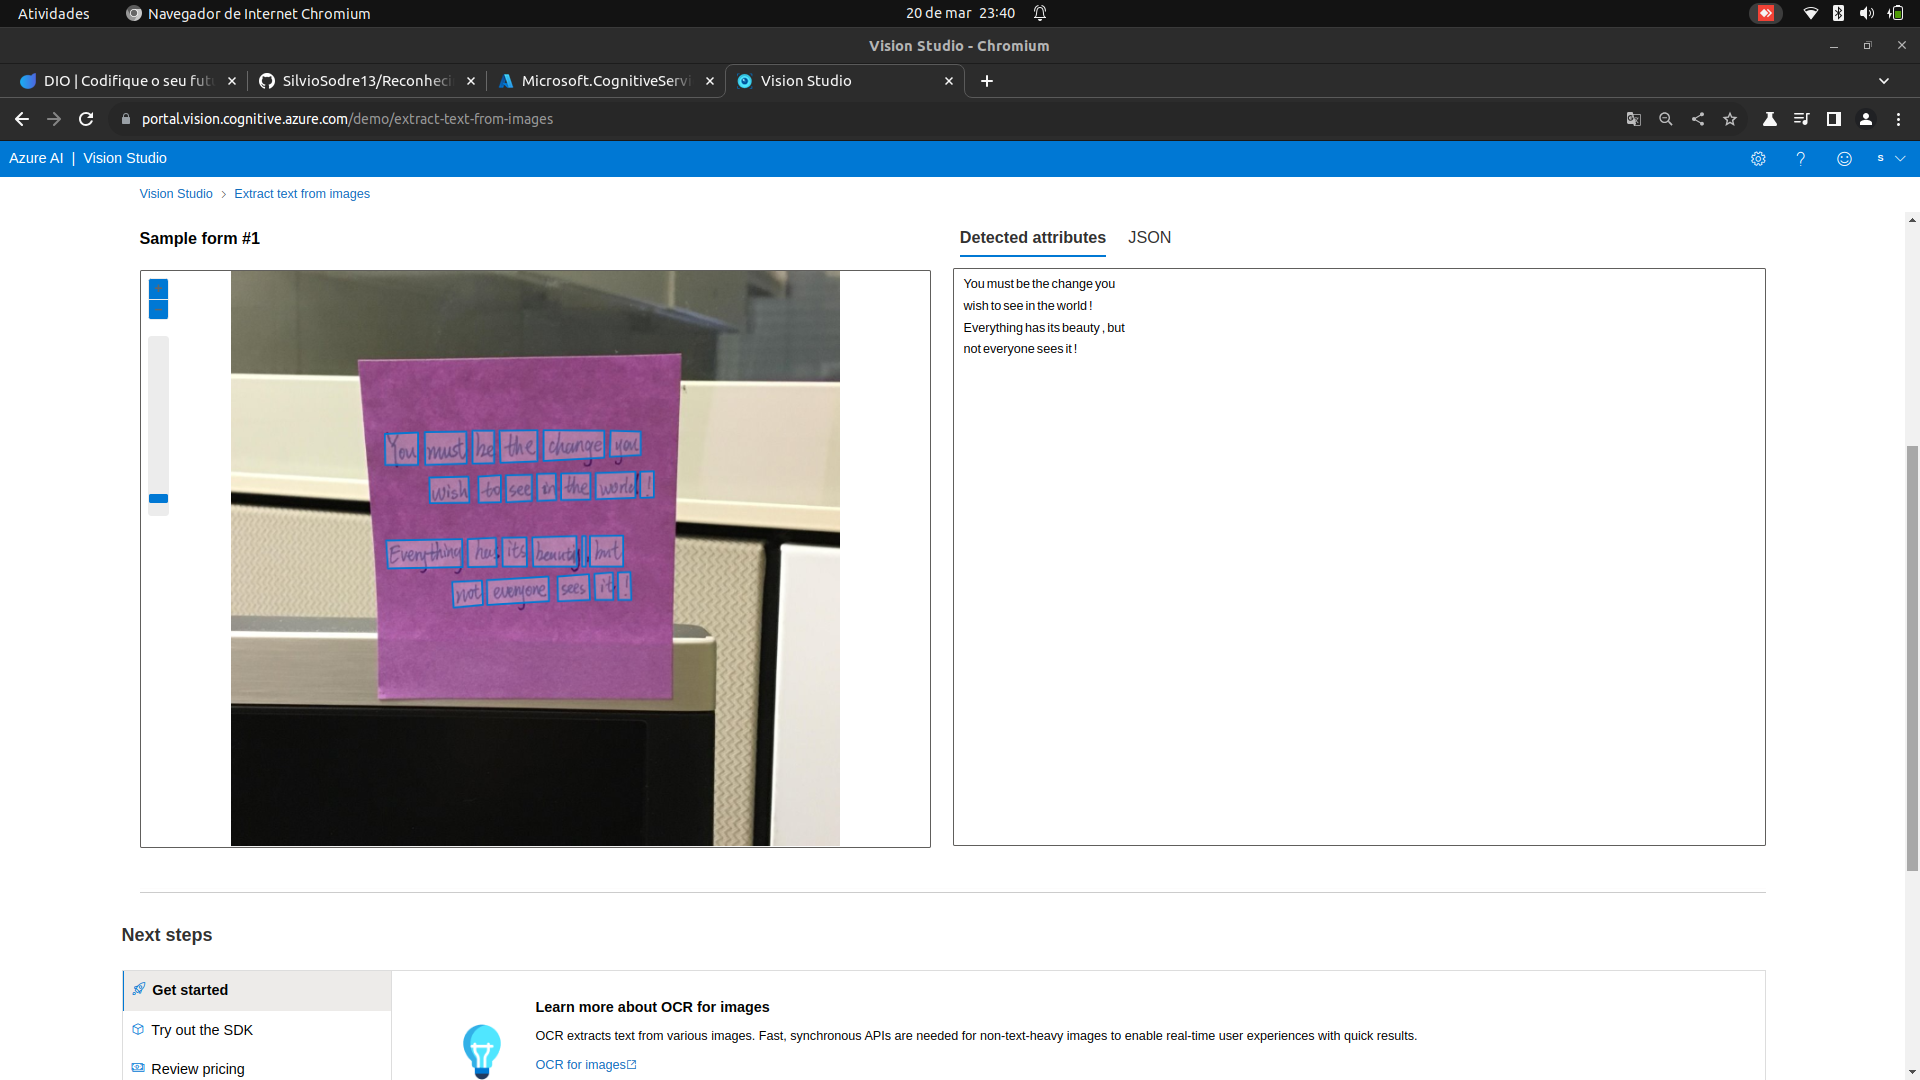 Atividades
Navegador de Internet Chromium
20 de mar 23:40
Vision Studio - Chromium
DIO | Codifique o seu fut
SilvioSodre13/Reconheci
Microsoft.CognitiveServi
Vision Studio
portal.vision.cognitive.azure.com/demo/extract-text-from-images
Azure AI | Vision Studio
S
Vision Studio > Extract text from images
Sample form #1
Detected attributes
JSON
You must be the change you
wish to see in the world!
Everything has its beauty, but
not everyone sees it!
You must be the change you
wish to see in the world !
Everything has its beauty , but
not everyone sees it !
Next steps
Get started
Try out the SDK
Review pricing
Learn more about OCR for images
OCR extracts text from various images. Fast, synchronous APIs are needed for non-text-heavy images to enable real-time user experiences with quick results.
OCR for images